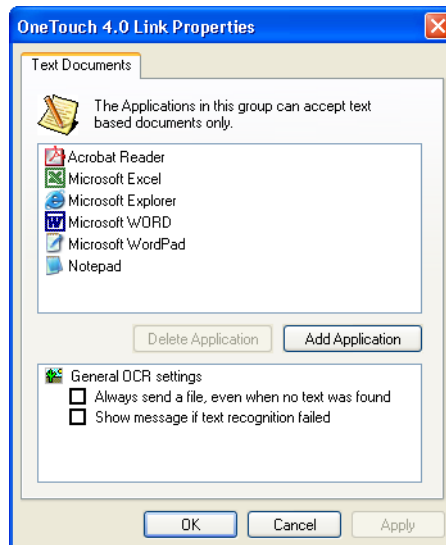 OneTouch 4.0 Link Properties
Text Documents
The Applications in this group can accept text
based documents only.
Acrobat Reader
Microsoft Excel
Microsoft Explorer
Microsoft WORD
Microsoft WordPad
Notepad
Delete Application Add Application
General OCR settings
Always send a file, even when no text was found
Show message if text recognition failed
OK Cancel Apply